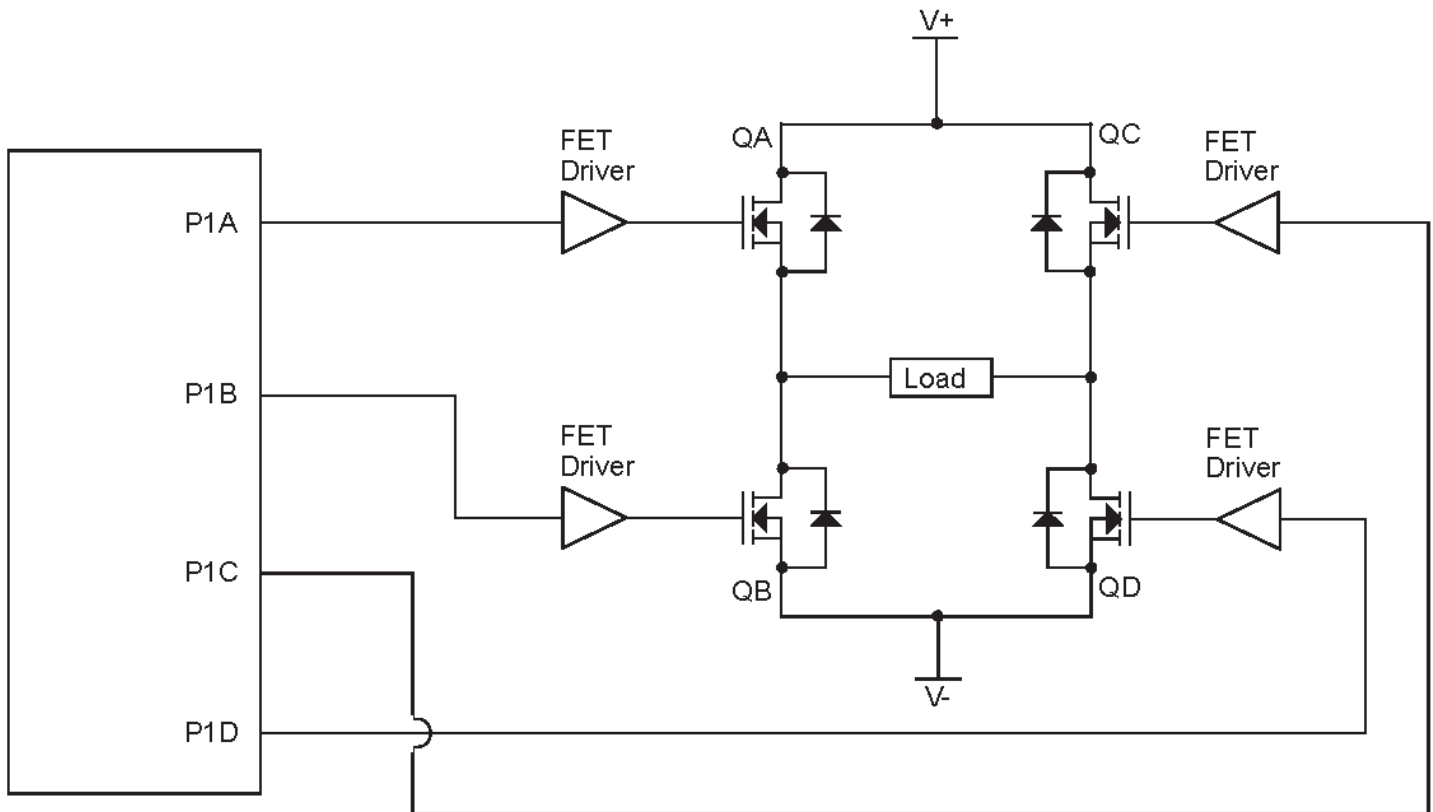 V+
FET
Driver
QA
QC
FET
Driver
P1A
P1B
Load
FET
Driver
FET
Driver
P1C
QB
QD
V-
P1D